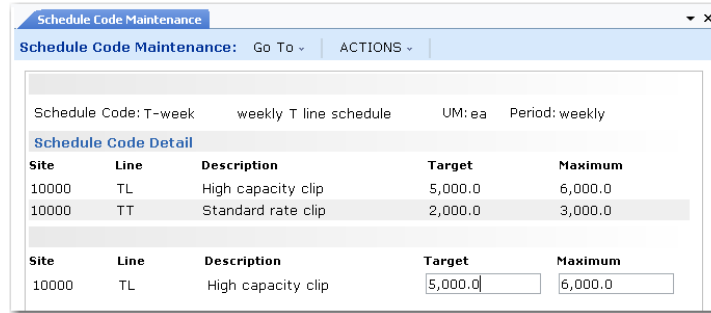 Schedule Code Maintenance
Schedule Code Maintenance: Go To ACTIONS
Schedule Code: T-week weekly T line schedule UM: ea Period: weekly
Schedule Code Detail
Site Line Description Target Maximum
10000 TL High capacity clip 5,000.0 6,000.0
10000 TT Standard rate clip 2,000.0 3,000.0
Site Line Description Target Maximum
10000 TL High capacity clip 5,000.0 6,000.0